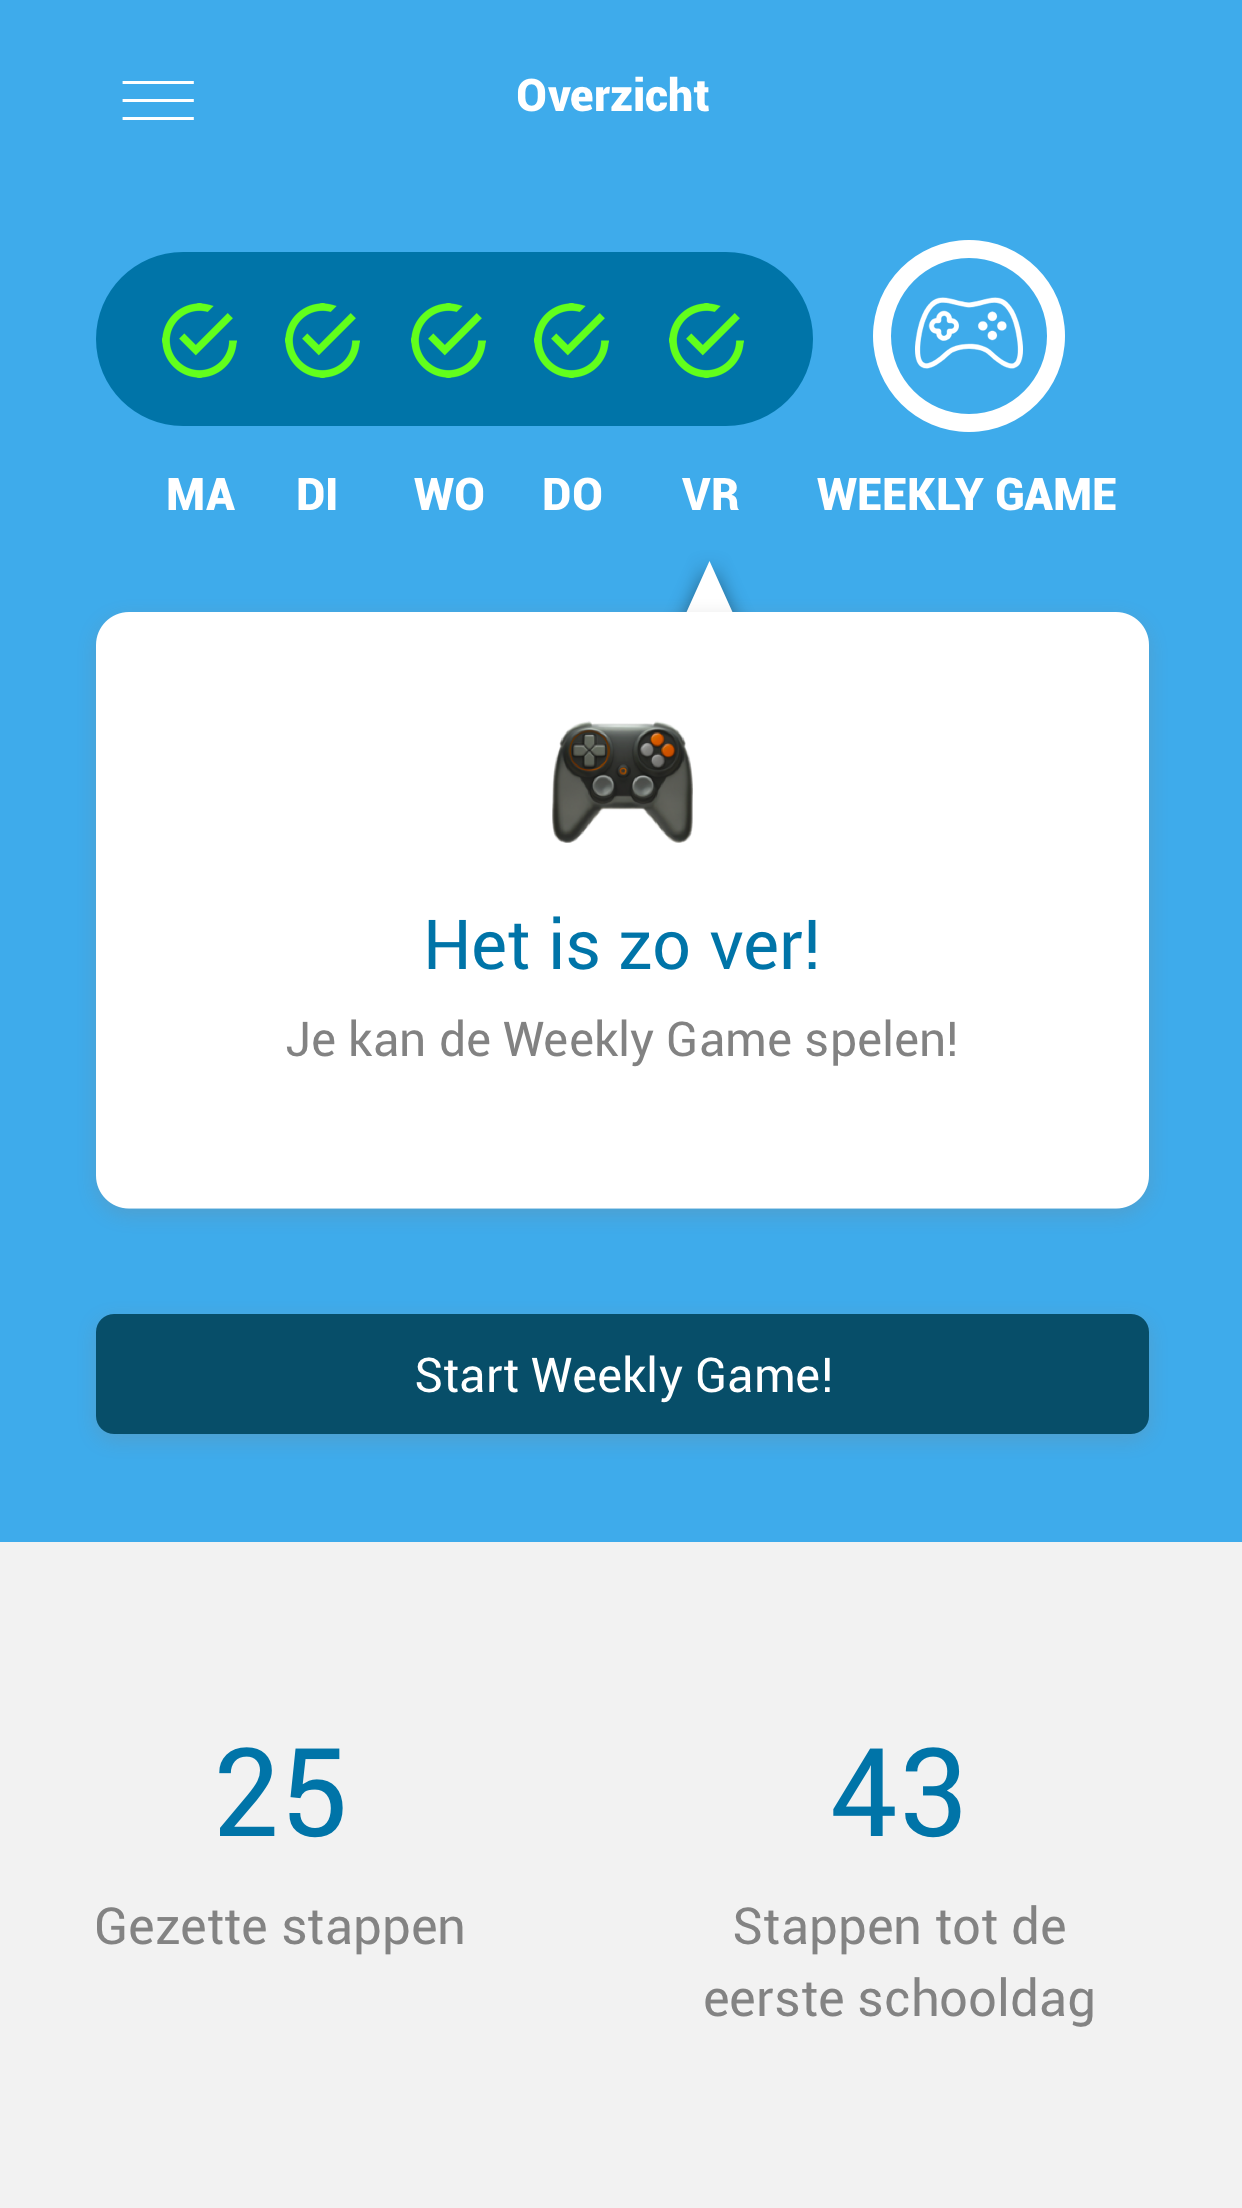 Overzicht
MA DI WO DO VR WEEKLY GAME
Het is zo ver!
Je kan de Weekly Game spelen!
Start Weekly Game!
25
Gezette stappen
43
Stappen tot de
eerste schooldag